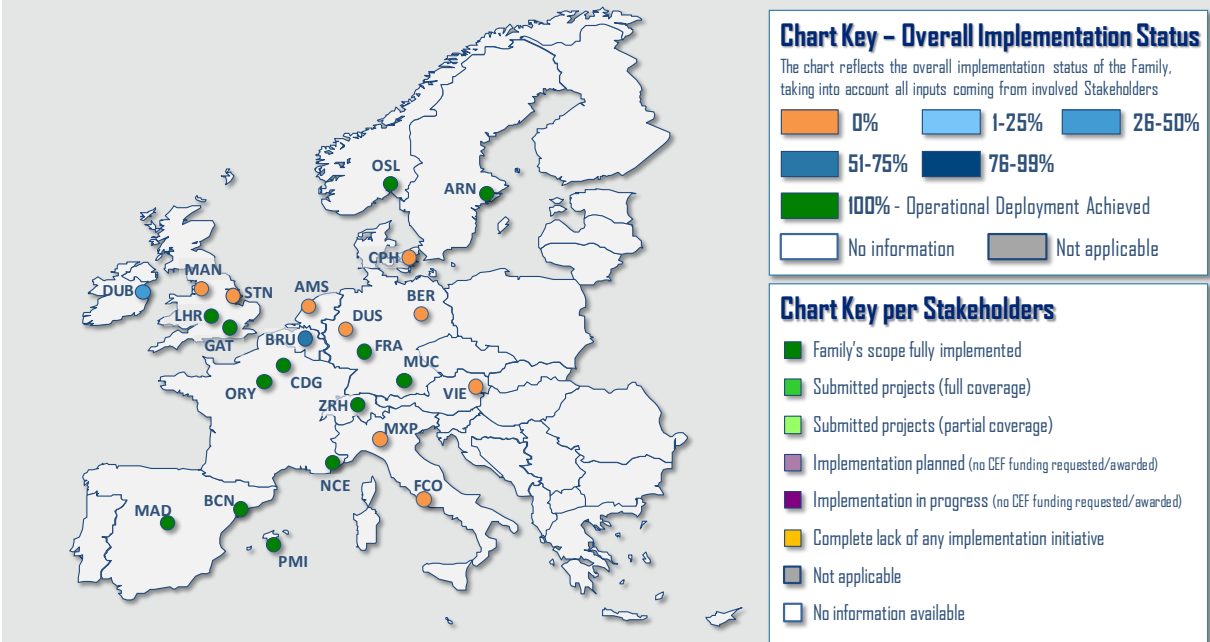 OSL
ARN
CPH
MAN
DUB
STN
AMS
BER
LHR
DUS
GAT
BRU
FRA
MUC
CDG
ORY
VIE
ZRH
MXP
NCE
FCO
BCN
MAD
PMI
Chart Key – Overall Implementation Status
The chart reflects the overall implementation status of the Family,
taking into account all inputs coming from involved Stakeholders
0% 1-25% 26-50%
51-75% 76-99%
100% - Operational Deployment Achieved
No information Not applicable
Chart Key per Stakeholders
Family's scope fully implemented
Submitted projects (full coverage)
Submitted projects (partial coverage)
Implementation planned (no CEF funding requested/awarded)
Implementation in progress (no CEF funding requested/awarded)
Complete lack of any implementation initiative
Not applicable
No information available